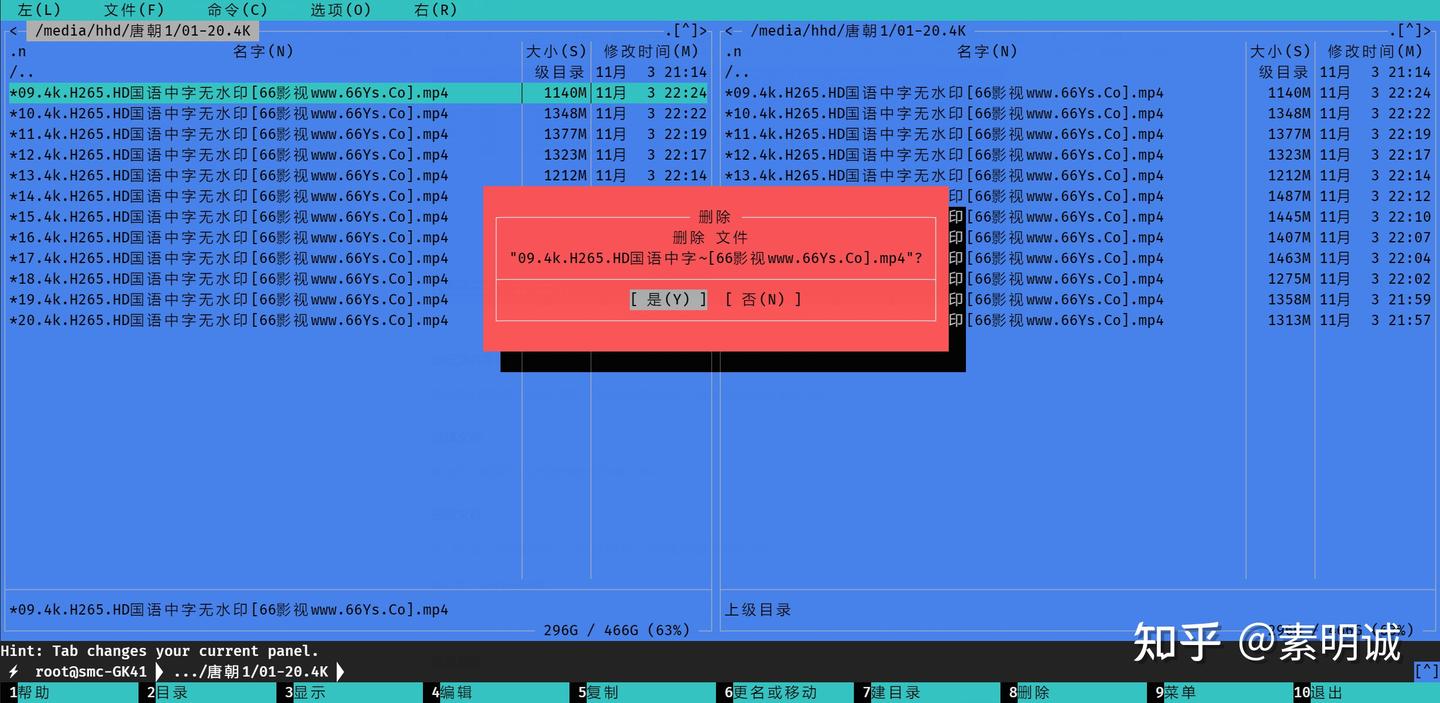 左(L) 文件(F) 命令(C) 选项(O) 右(R)
< /media/hhd/唐朝1/01-20.4K .[^]> < /media/hhd/唐朝1/01-20.4K .[^]>
.n 名字(N) 大小(S) 修改时间(M) .n 名字(N) 大小(S) 修改时间(M)
/.. 级目录 11月 3 21:14 /.. 级目录 11月 3 21:14
*09.4k.H265.HD国语中字无水印[66影视www.66Ys.Co].mp4 1140M 11月 3 22:24 *09.4k.H265.HD国语中字无水印[66影视www.66Ys.Co].mp4 1140M 11月 3 22:24
*10.4k.H265.HD国语中字无水印[66影视www.66Ys.Co].mp4 1348M 11月 3 22:22 *10.4k.H265.HD国语中字无水印[66影视www.66Ys.Co].mp4 1348M 11月 3 22:22
*11.4k.H265.HD国语中字无水印[66影视www.66Ys.Co].mp4 1377M 11月 3 22:19 *11.4k.H265.HD国语中字无水印[66影视www.66Ys.Co].mp4 1377M 11月 3 22:19
*12.4k.H265.HD国语中字无水印[66影视www.66Ys.Co].mp4 1323M 11月 3 22:17 *12.4k.H265.HD国语中字无水印[66影视www.66Ys.Co].mp4 1323M 11月 3 22:17
*13.4k.H265.HD国语中字无水印[66影视www.66Ys.Co].mp4 1212M 11月 3 22:14 *13.4k.H265.HD国语中字无水印[66影视www.66Ys.Co].mp4 1212M 11月 3 22:14
*14.4k.H265.HD国语中字无水印[66影视www.66Ys.Co].mp4 印[66影视www.66Ys.Co].mp4 1487M 11月 3 22:12
*15.4k.H265.HD国语中字无水印[66影视www.66Ys.Co].mp4 删除 印[66影视www.66Ys.Co].mp4 1445M 11月 3 22:10
*16.4k.H265.HD国语中字无水印[66影视www.66Ys.Co].mp4 删除 文件 印[66影视www.66Ys.Co].mp4 1407M 11月 3 22:07
*17.4k.H265.HD国语中字无水印[66影视www.66Ys.Co].mp4 "09.4k.H265.HD国语中字~[66影视www.66Ys.Co].mp4"? 印[66影视www.66Ys.Co].mp4 1463M 11月 3 22:04
*18.4k.H265.HD国语中字无水印[66影视www.66Ys.Co].mp4 印[66影视www.66Ys.Co].mp4 1275M 11月 3 22:02
*19.4k.H265.HD国语中字无水印[66影视www.66Ys.Co].mp4 [ 是(Y) ] [ 否(N) ] 印[66影视www.66Ys.Co].mp4 1358M 11月 3 21:59
*20.4k.H265.HD国语中字无水印[66影视www.66Ys.Co].mp4 印[66影视www.66Ys.Co].mp4 1313M 11月 3 21:57
*09.4k.H265.HD国语中字无水印[66影视www.66Ys.Co].mp4 上级目录
296G / 466G (63%)
知乎 @素明诚
Hint: Tab changes your current panel.
⚡ root@smc-GK41 .../唐朝1/01-20.4K [^]
1帮助 2目录 3显示 4编辑 5复制 6更名或移动 7建目录 8删除 9菜单 10退出